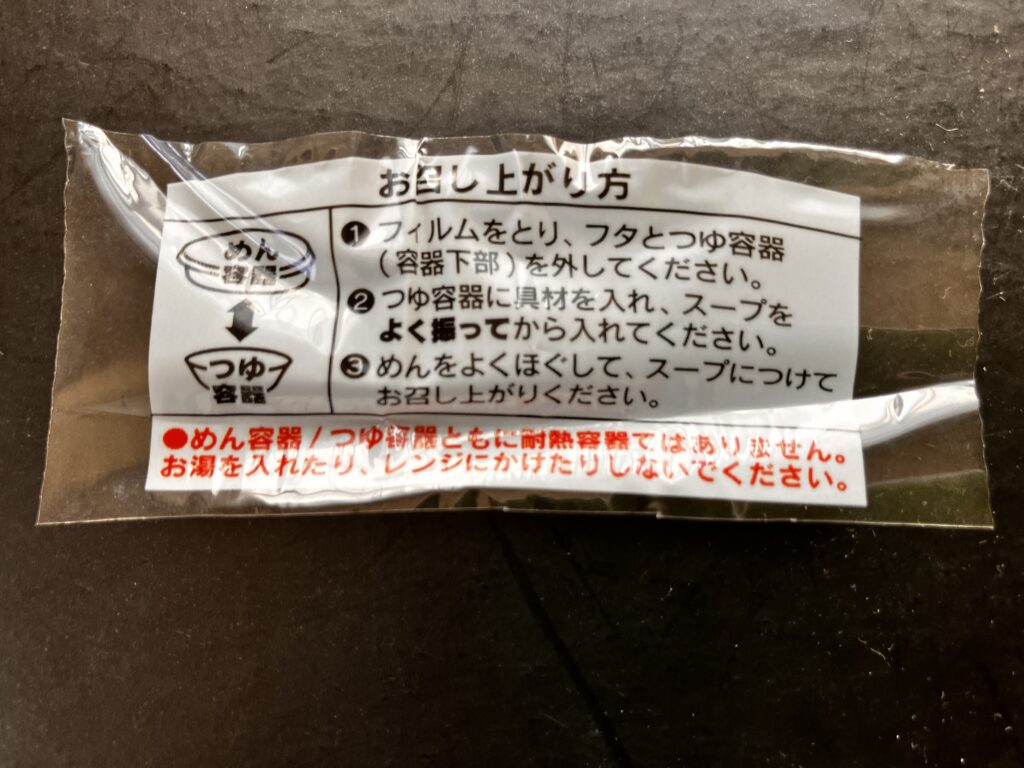 お召し上がり方
めん
容器
つゆ
容器
❶フィルムをとり、フタとつゆ容器
(容器下部)を外してください。
❷つゆ容器に具材を入れ、スープを
よく振ってから入れてください。
❸めんをよくほぐして、スープにつけて
お召し上がりください。
●めん容器/つゆ容器ともに耐熱容器ではありません。
お湯を入れたり、レンジにかけたりしないでください。